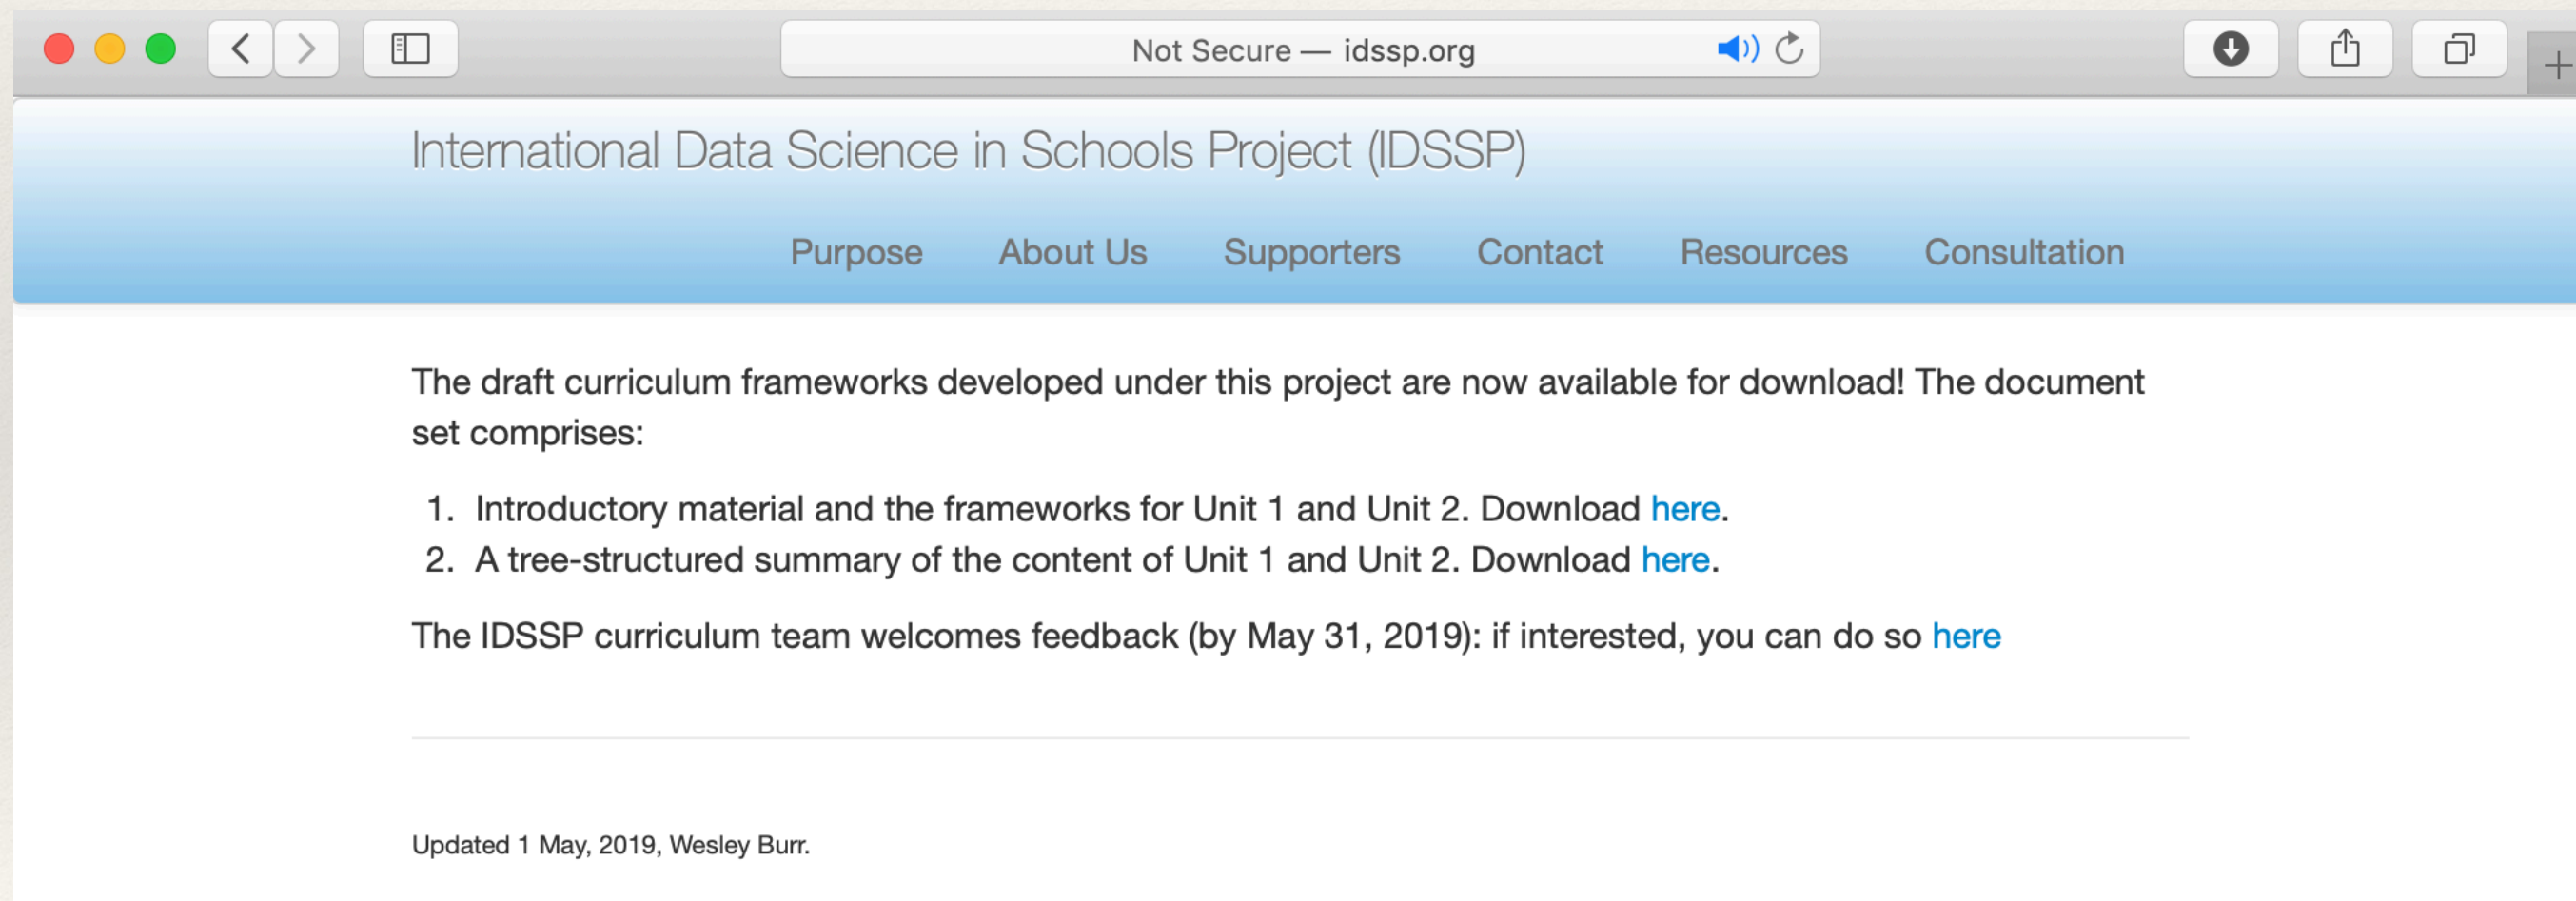 Not Secure — idssp.org
International Data Science in Schools Project (IDSSP)
Purpose About Us Supporters Contact Resources Consultation
The draft curriculum frameworks developed under this project are now available for download! The document
set comprises:
1. Introductory material and the frameworks for Unit 1 and Unit 2. Download here.
2. A tree-structured summary of the content of Unit 1 and Unit 2. Download here.
The IDSSP curriculum team welcomes feedback (by May 31, 2019): if interested, you can do so here
Updated 1 May, 2019, Wesley Burr.